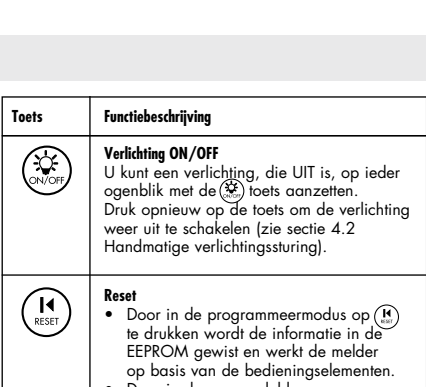 Toets Functiebeschrijving
ON/OFF
Verlichting ON/OFF
U kunt een verlichting, die UIT is, op ieder
ogenblik met de ON/OFF toets aanzetten.
Druk opnieuw op de toets om de verlichting
weer uit te schakelen (zie sectie 4.2
Handmatige verlichtingssturing).
RESET
Reset
• Door in de programmeermodus op RESET
te drukken wordt de informatie in de
EEPROM gewist en werkt de melder
op basis van de bedieningselementen.